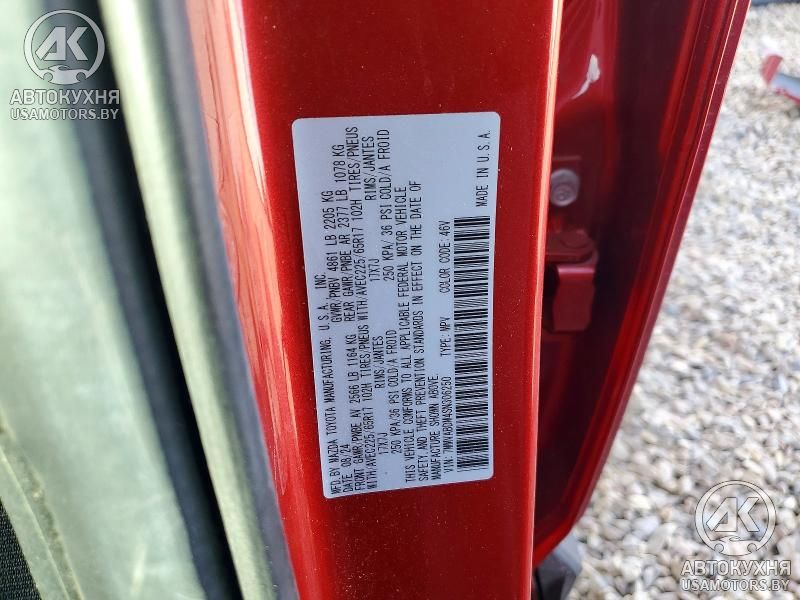 АК
АВТОКУХНЯ
USAMOTORS.BY
MFD. BY MAZDA TOYOTA MANUFACTURING, U.S.A., INC.
DATE 08/24 GVWR/PNBV 4861 LB 2205 KG
FRONT GAWR/PNBE AV 2566 LB 1164 KG REAR GAWR/PNBE AR 2377 LB 1078 KG
WITH/AVEC225/65R17 102H TIRES/PNEUS WITH/AVEC225/65R17 102H TIRES/PNEUS
17X7J RIMS/JANTES 17X7J RIMS/JANTES
250 KPA/36 PSI COLD/A FROID 250 KPA/36 PSI COLD/A FROID
THIS VEHICLE CONFORMS TO ALL APPLICABLE FEDERAL MOTOR VEHICLE
SAFETY AND THEFT PREVENTION STANDARDS IN EFFECT ON THE DATE OF
MANUFACTURE SHOWN ABOVE.
VIN: TYPE: MPV COLOR CODE: 46V MADE IN U.S.A.
АК
АВТОКУХНЯ
USAMOTORS.BY